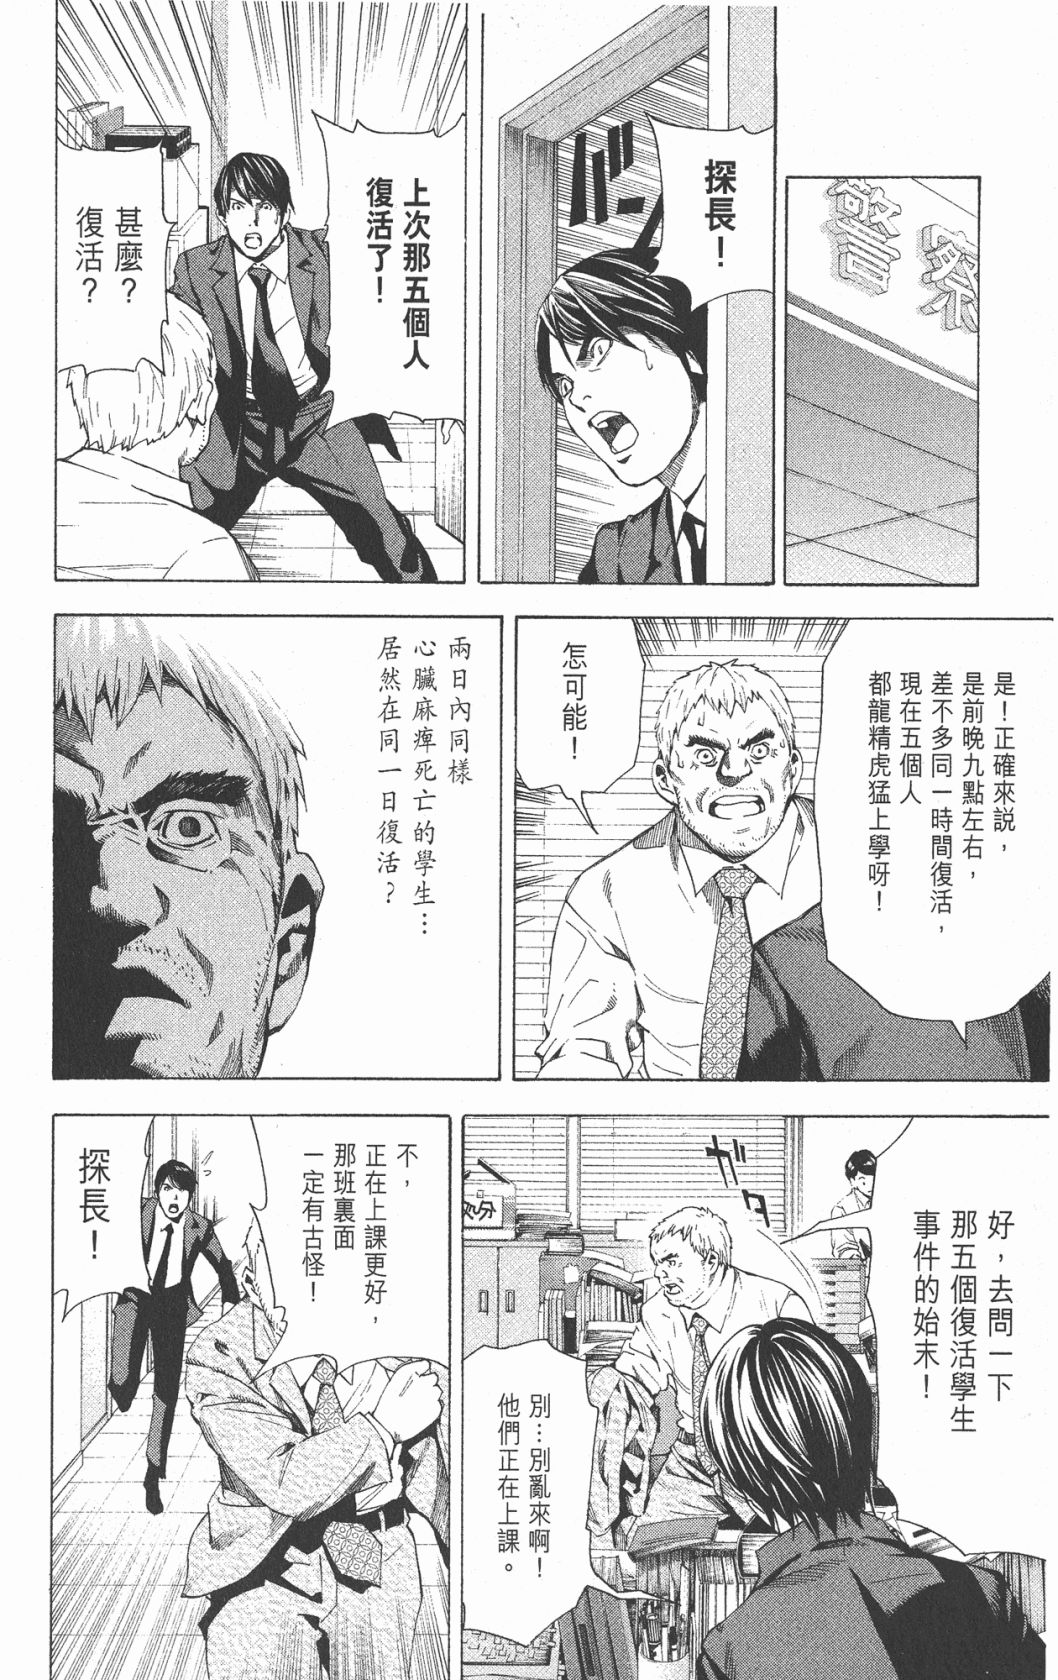 警察
探長！
バン
上次那五個人
復活了！
甚麼？
復活？
是！正確來說，
是前晚九點左右，
差不多同一時間復活，
現在五個人
都龍精虎猛上學呀！
怎可能！
兩日內同樣
心臟麻痺死亡的學生…
居然在同一日復活？
好，去問一下
那五個復活學生
事件的始末！
ガタ
別…別亂來啊！
他們正在上課。
不，
正在上課更好，
那班裏面
一定有古怪！
探長！